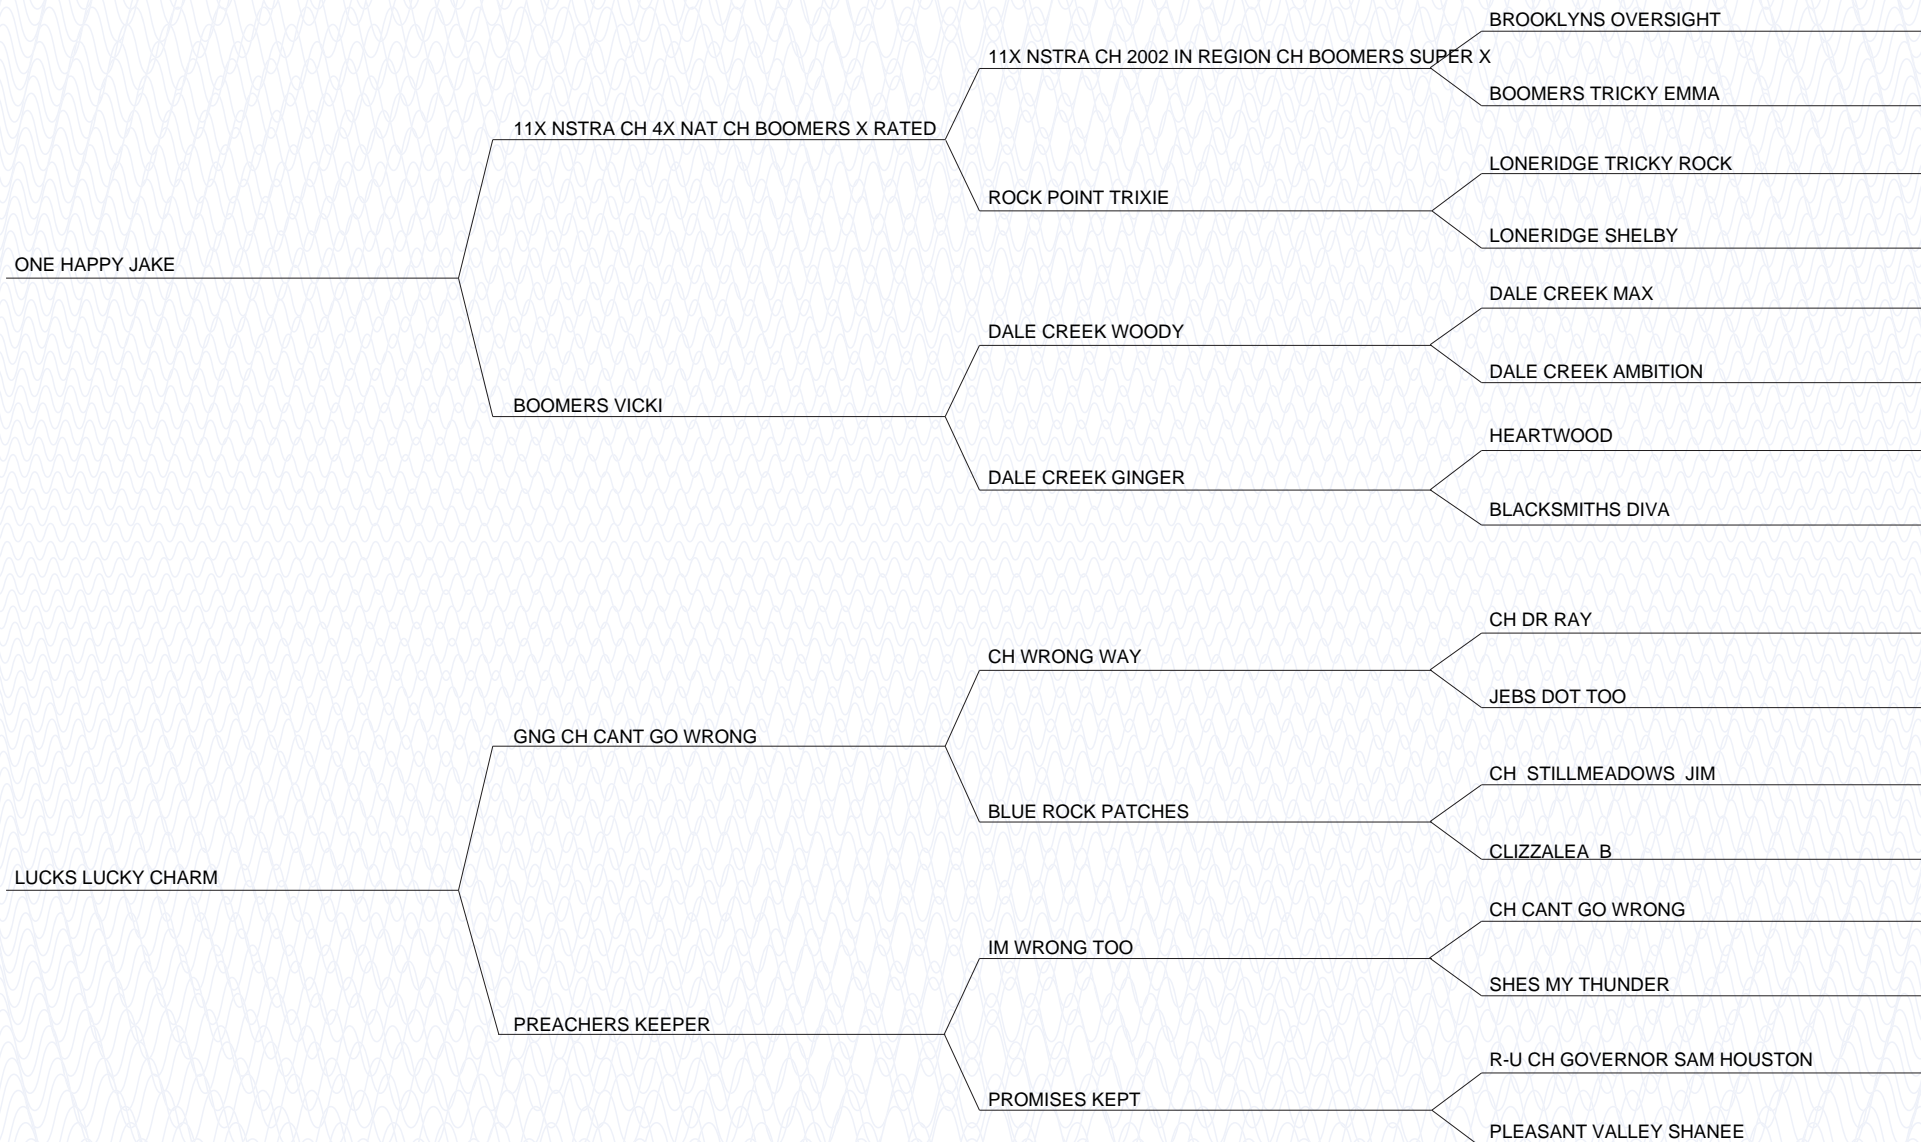 BROOKLYNS OVERSIGHT
11X NSTRA CH 2002 IN REGION CH BOOMERS SUPER X
BOOMERS TRICKY EMMA
11X NSTRA CH 4X NAT CH BOOMERS X RATED
LONERIDGE TRICKY ROCK
ROCK POINT TRIXIE
LONERIDGE SHELBY
ONE HAPPY JAKE
DALE CREEK MAX
DALE CREEK WOODY
DALE CREEK AMBITION
BOOMERS VICKI
HEARTWOOD
DALE CREEK GINGER
BLACKSMITHS DIVA
CH DR RAY
CH WRONG WAY
JEBS DOT TOO
GNG CH CANT GO WRONG
CH  STILLMEADOWS  JIM
BLUE ROCK PATCHES
CLIZZALEA  B
LUCKS LUCKY CHARM
CH CANT GO WRONG
IM WRONG TOO
SHES MY THUNDER
PREACHERS KEEPER
R-U CH GOVERNOR SAM HOUSTON
PROMISES KEPT
PLEASANT VALLEY SHANEE